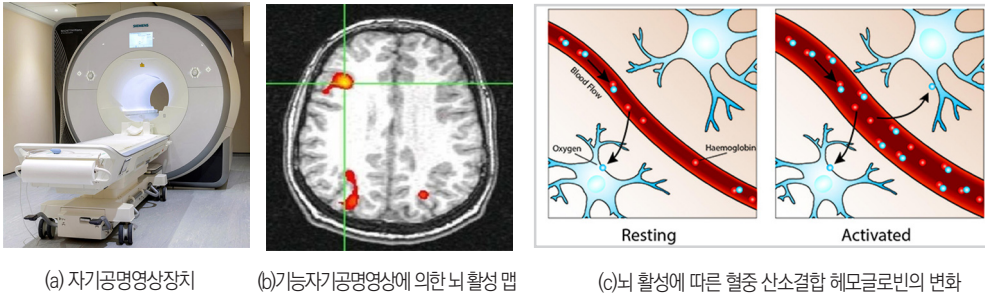 SIEMENS
Blood Flow
Oxygen
Haemoglobin
Resting
Activated
(a) 자기공명영상장치
(b)기능자기공명영상에 의한 뇌 활성 맵
(c)뇌 활성에 따른 혈중 산소결합 헤모글로빈의 변화